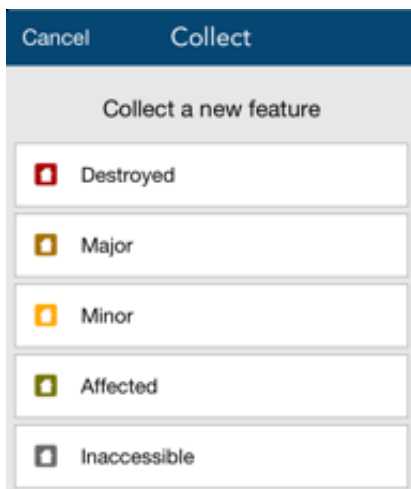 Cancel Collect
Collect a new feature
Destroyed
Major
Minor
Affected
Inaccessible